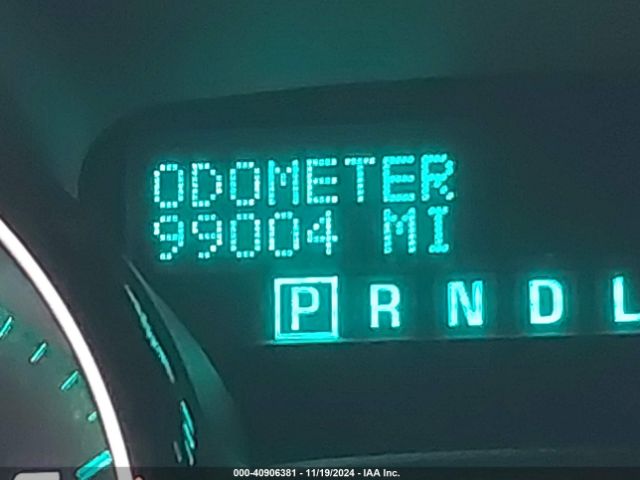 ODOMETER
99004 MI
P R N D L
000-40906381 - 11/19/2024 - IAA Inc.